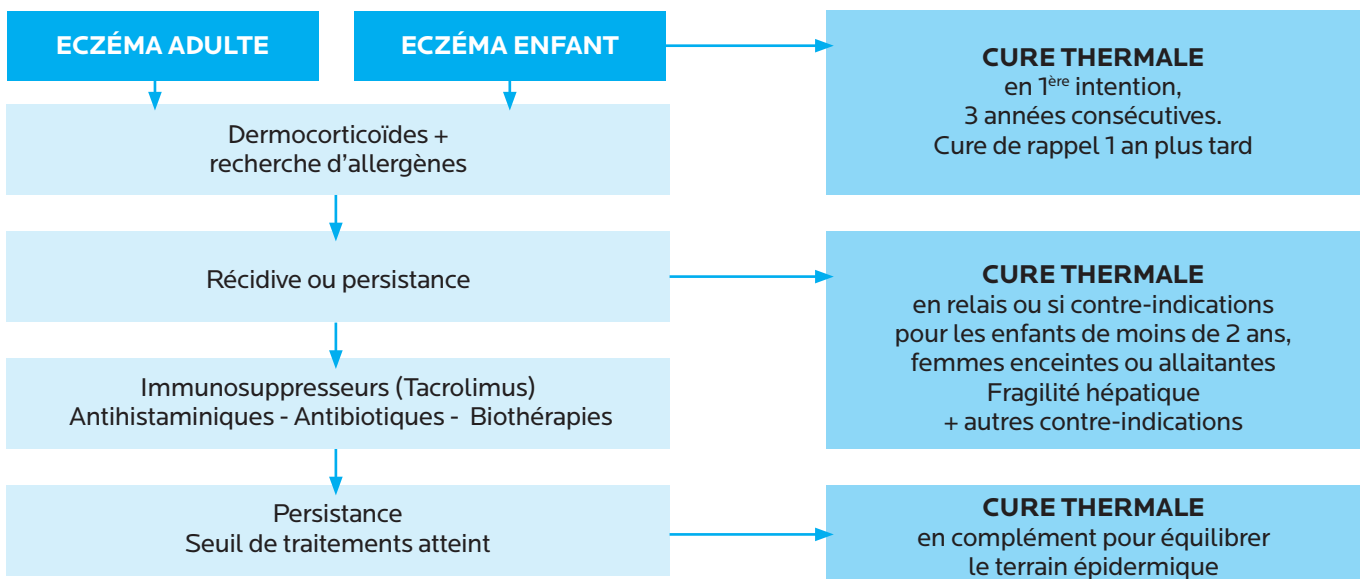 ECZÉMA ADULTE
ECZÉMA ENFANT
CURE THERMALE
en 1ère intention,
3 années consécutives.
Cure de rappel 1 an plus tard
Dermocorticoïdes +
recherche d’allergènes
Récidive ou persistance
CURE THERMALE
en relais ou si contre-indications
pour les enfants de moins de 2 ans,
femmes enceintes ou allaitantes
Fragilité hépatique
+ autres contre-indications
Immunosuppresseurs (Tacrolimus)
Antihistaminiques - Antibiotiques - Biothérapies
Persistance
Seuil de traitements atteint
CURE THERMALE
en complément pour équilibrer
le terrain épidermique